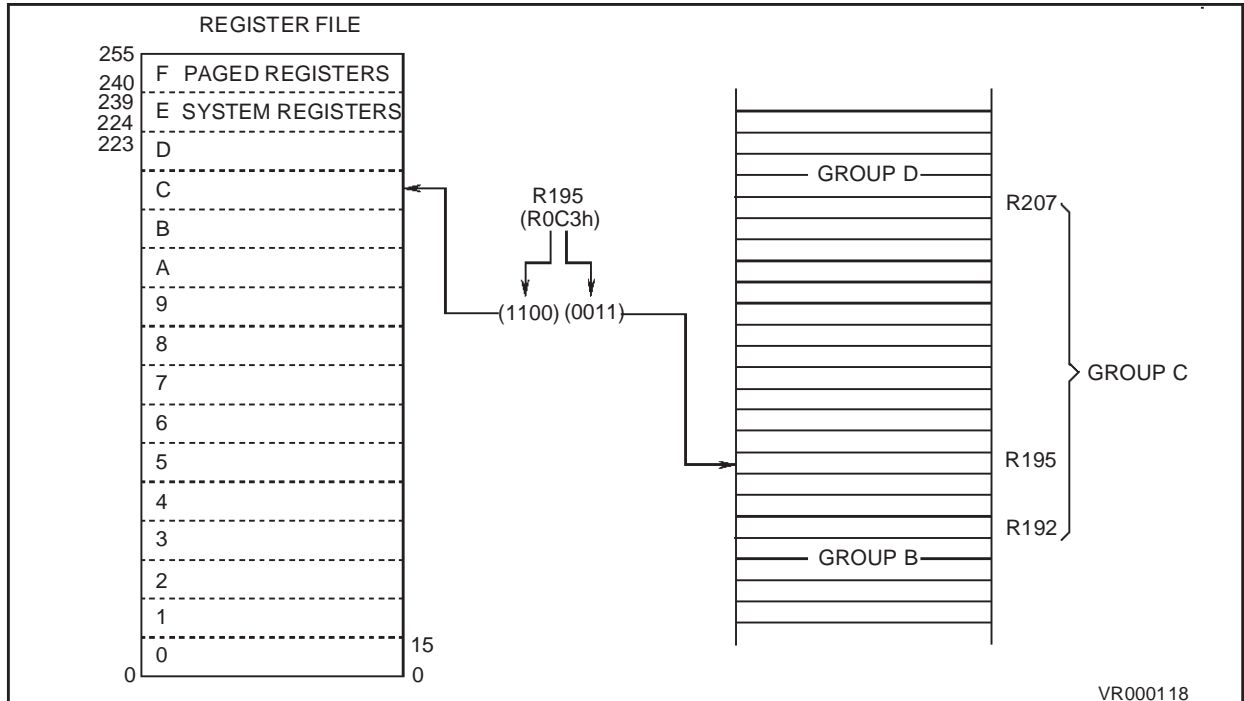 REGISTER FILE
255
240
239
224
223
F PAGED REGISTERS
E SYSTEM REGISTERS
D
C
B
A
9
8
7
6
5
4
3
2
1
0
15
0
0
R195
(R0C3h)
(1100) (0011)
GROUP D
R207
GROUP C
R195
R192
GROUP B
VR000118